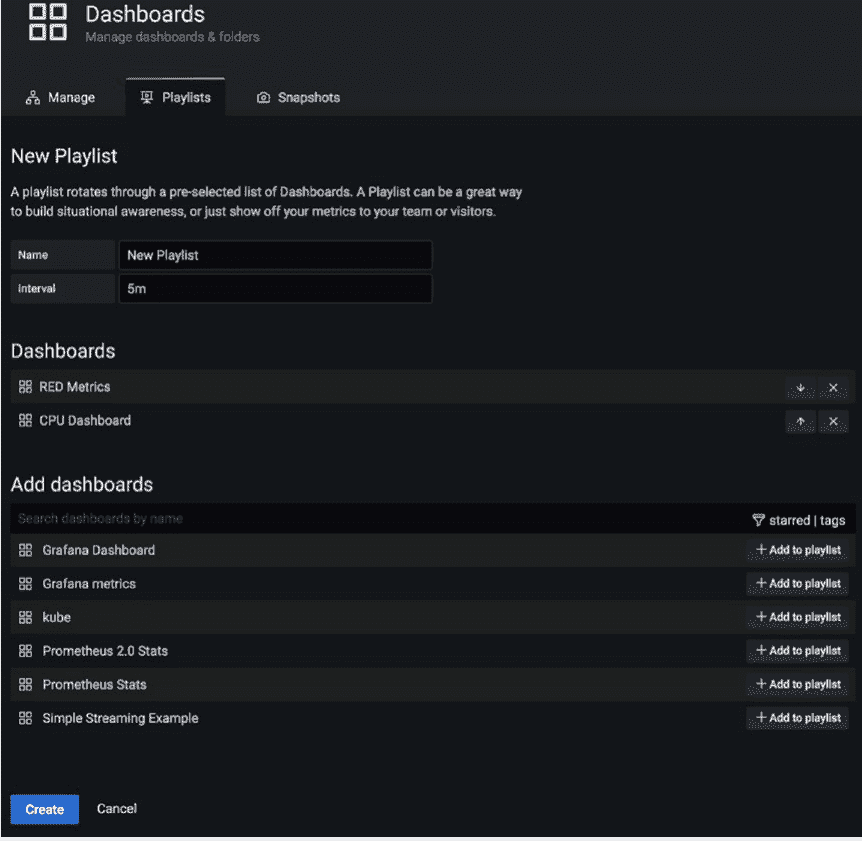 Dashboards
Manage dashboards & folders
Manage Playlists Snapshots
New Playlist
A playlist rotates through a pre-selected list of Dashboards. A Playlist can be a great way
to build situational awareness, or just show off your metrics to your team or visitors.
Name New Playlist
Interval 5m
Dashboards
RED Metrics
CPU Dashboard
Add dashboards
Search dashboards by name starred | tags
Grafana Dashboard + Add to playlist
Grafana metrics + Add to playlist
kube + Add to playlist
Prometheus 2.0 Stats + Add to playlist
Prometheus Stats + Add to playlist
Simple Streaming Example + Add to playlist
Create Cancel